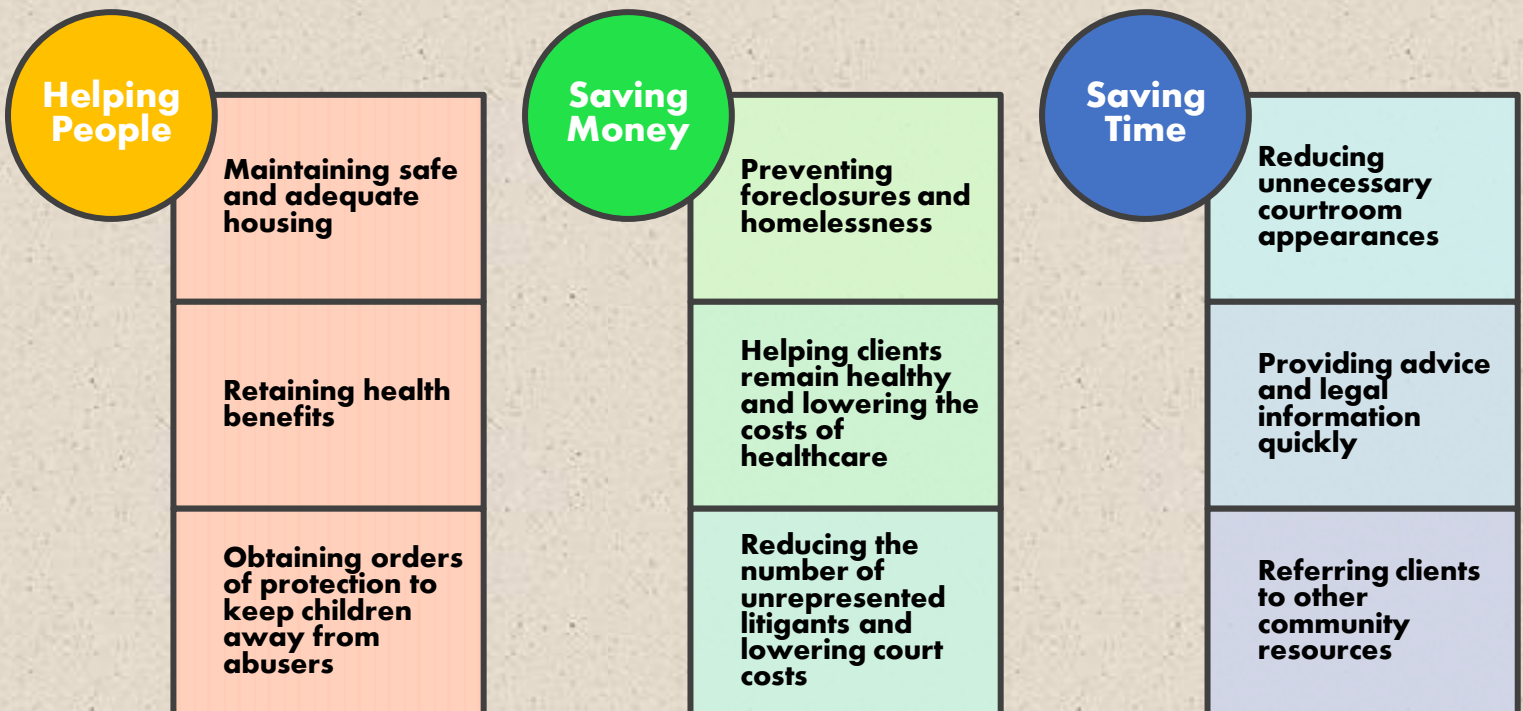 Helping
People
Maintaining safe
and adequate
housing
Retaining health
benefits
Obtaining orders
of protection to
keep children
away from
abusers
Saving
Money
Preventing
foreclosures and
homelessness
Helping clients
remain healthy
and lowering the
costs of
healthcare
Reducing the
number of
unrepresented
litigants and
lowering court
costs
Saving
Time
Reducing
unnecessary
courtroom
appearances
Providing advice
and legal
information
quickly
Referring clients
to other
community
resources